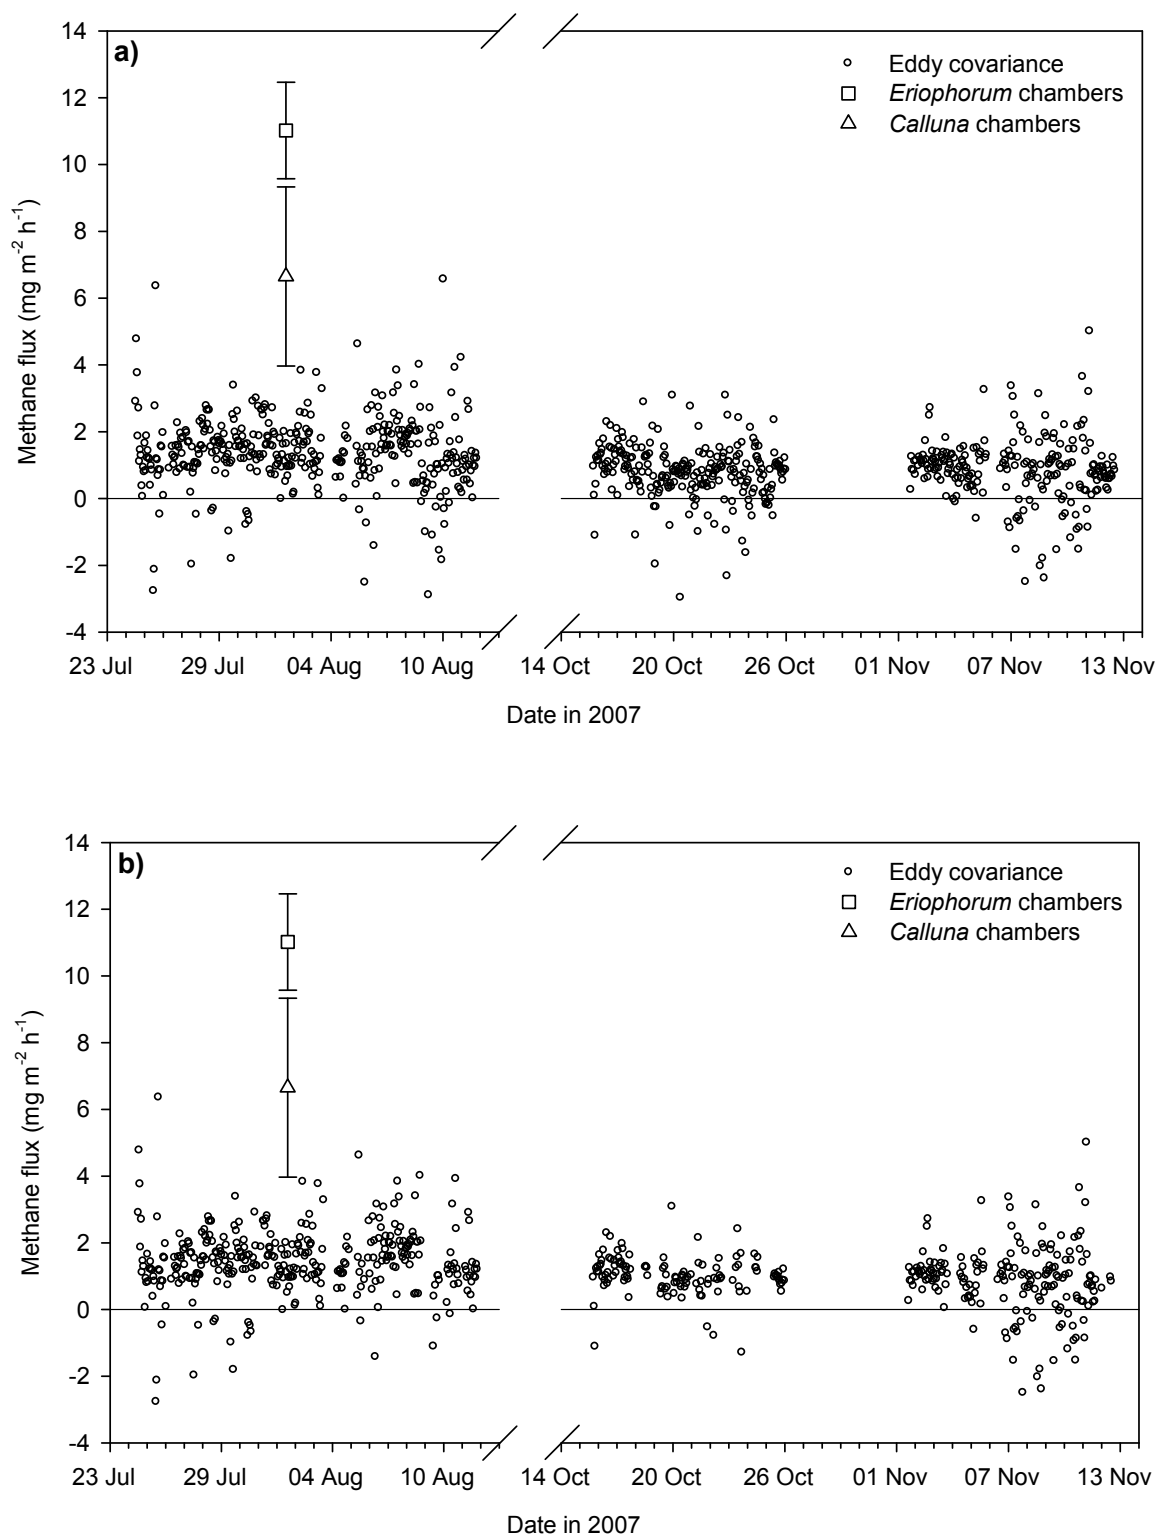 a)
14
12
10
8
6
4
2
0
-2
-4
Methane flux (mg m⁻² h⁻¹)
Eddy covariance
Eriophorum chambers
Calluna chambers
23 Jul 29 Jul 04 Aug 10 Aug 14 Oct 20 Oct 26 Oct 01 Nov 07 Nov 13 Nov
Date in 2007
b)
14
12
10
8
6
4
2
0
-2
-4
Methane flux (mg m⁻² h⁻¹)
Eddy covariance
Eriophorum chambers
Calluna chambers
23 Jul 29 Jul 04 Aug 10 Aug 14 Oct 20 Oct 26 Oct 01 Nov 07 Nov 13 Nov
Date in 2007